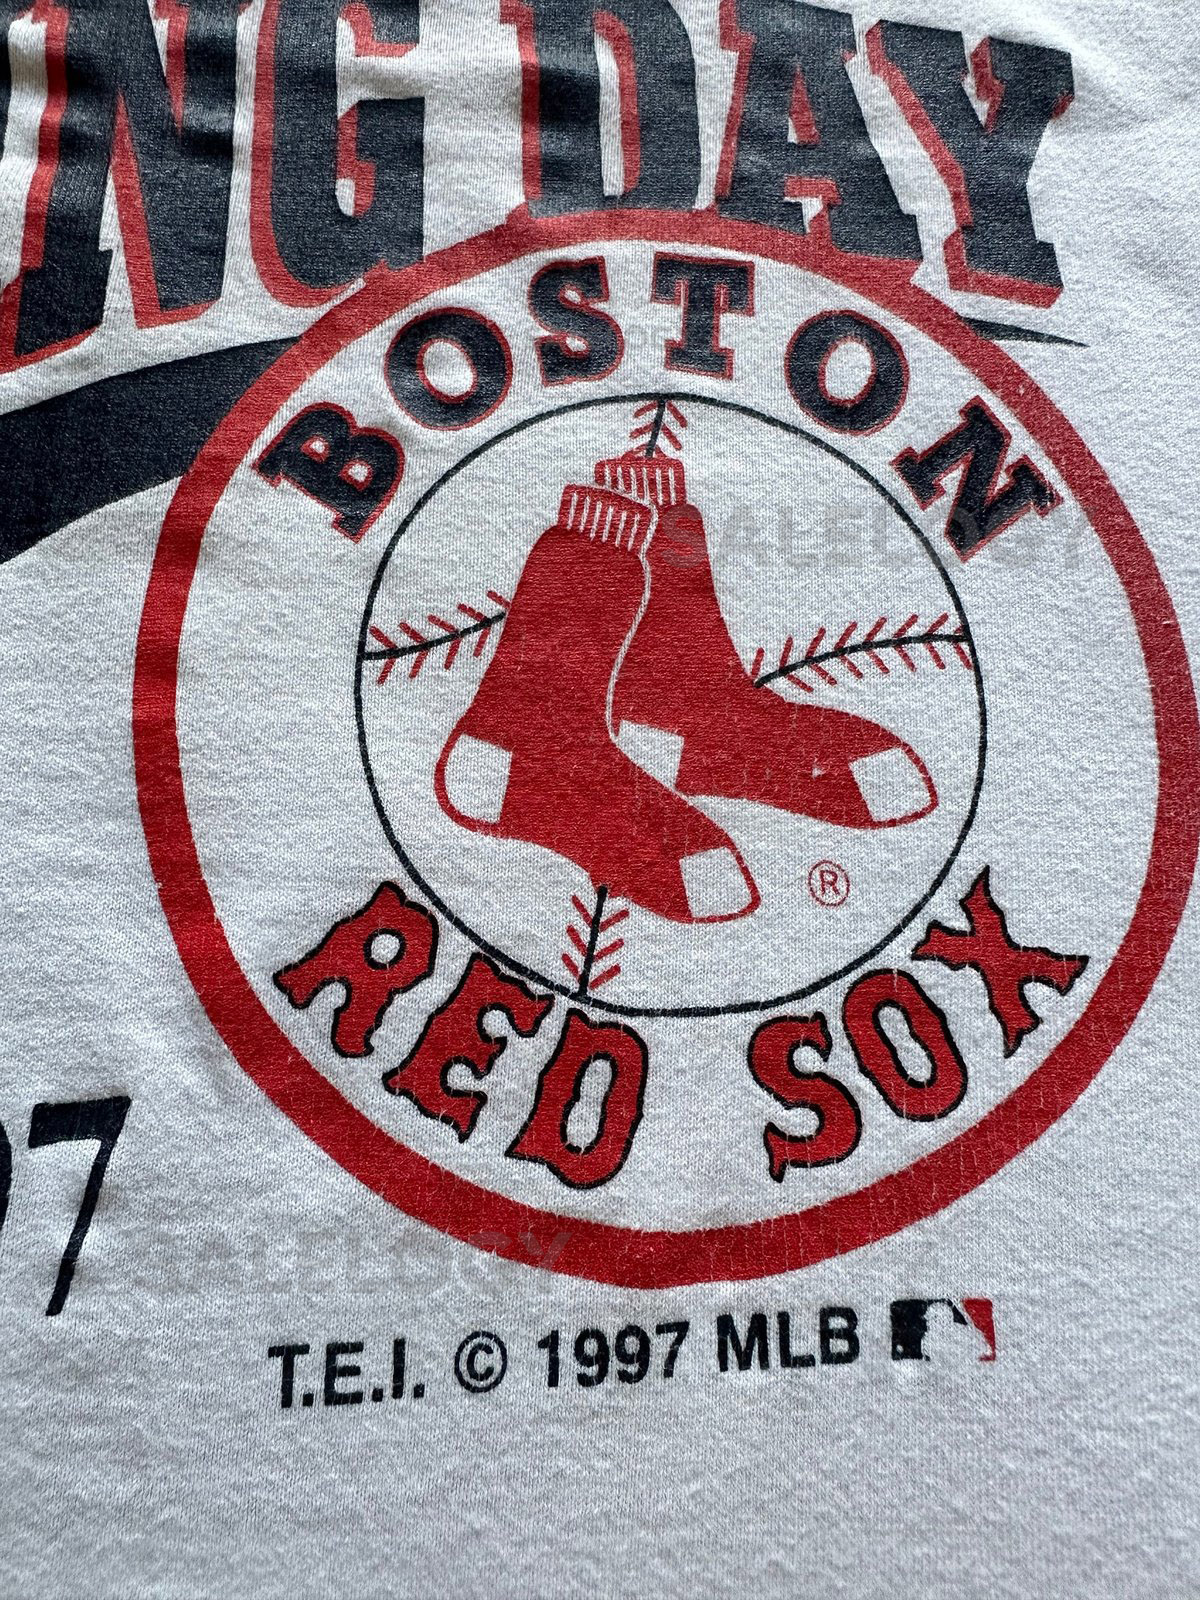 NG DAY
BOSTON
RED SOX
®
97
T.E.I. © 1997 MLB